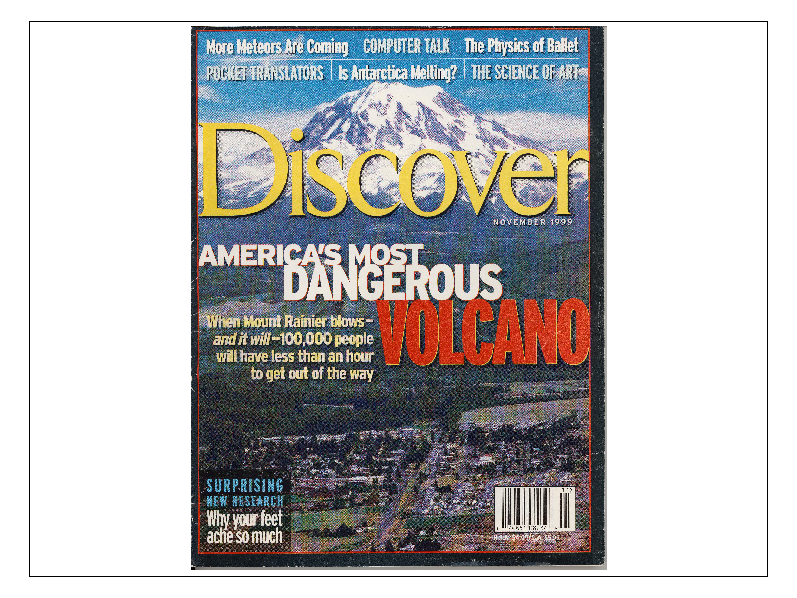 More Meteors Are Coming COMPUTER TALK The Physics of Ballet
POCKET TRANSLATORS Is Antarctica Melting? THE SCIENCE OF ART
Discover
NOVEMBER 1999
AMERICA'S MOST
DANGEROUS
VOLCANO
When Mount Rainier blows–
and it will–100,000 people
will have less than an hour
to get out of the way
SURPRISING
NEW RESEARCH
Why your feet
ache so much